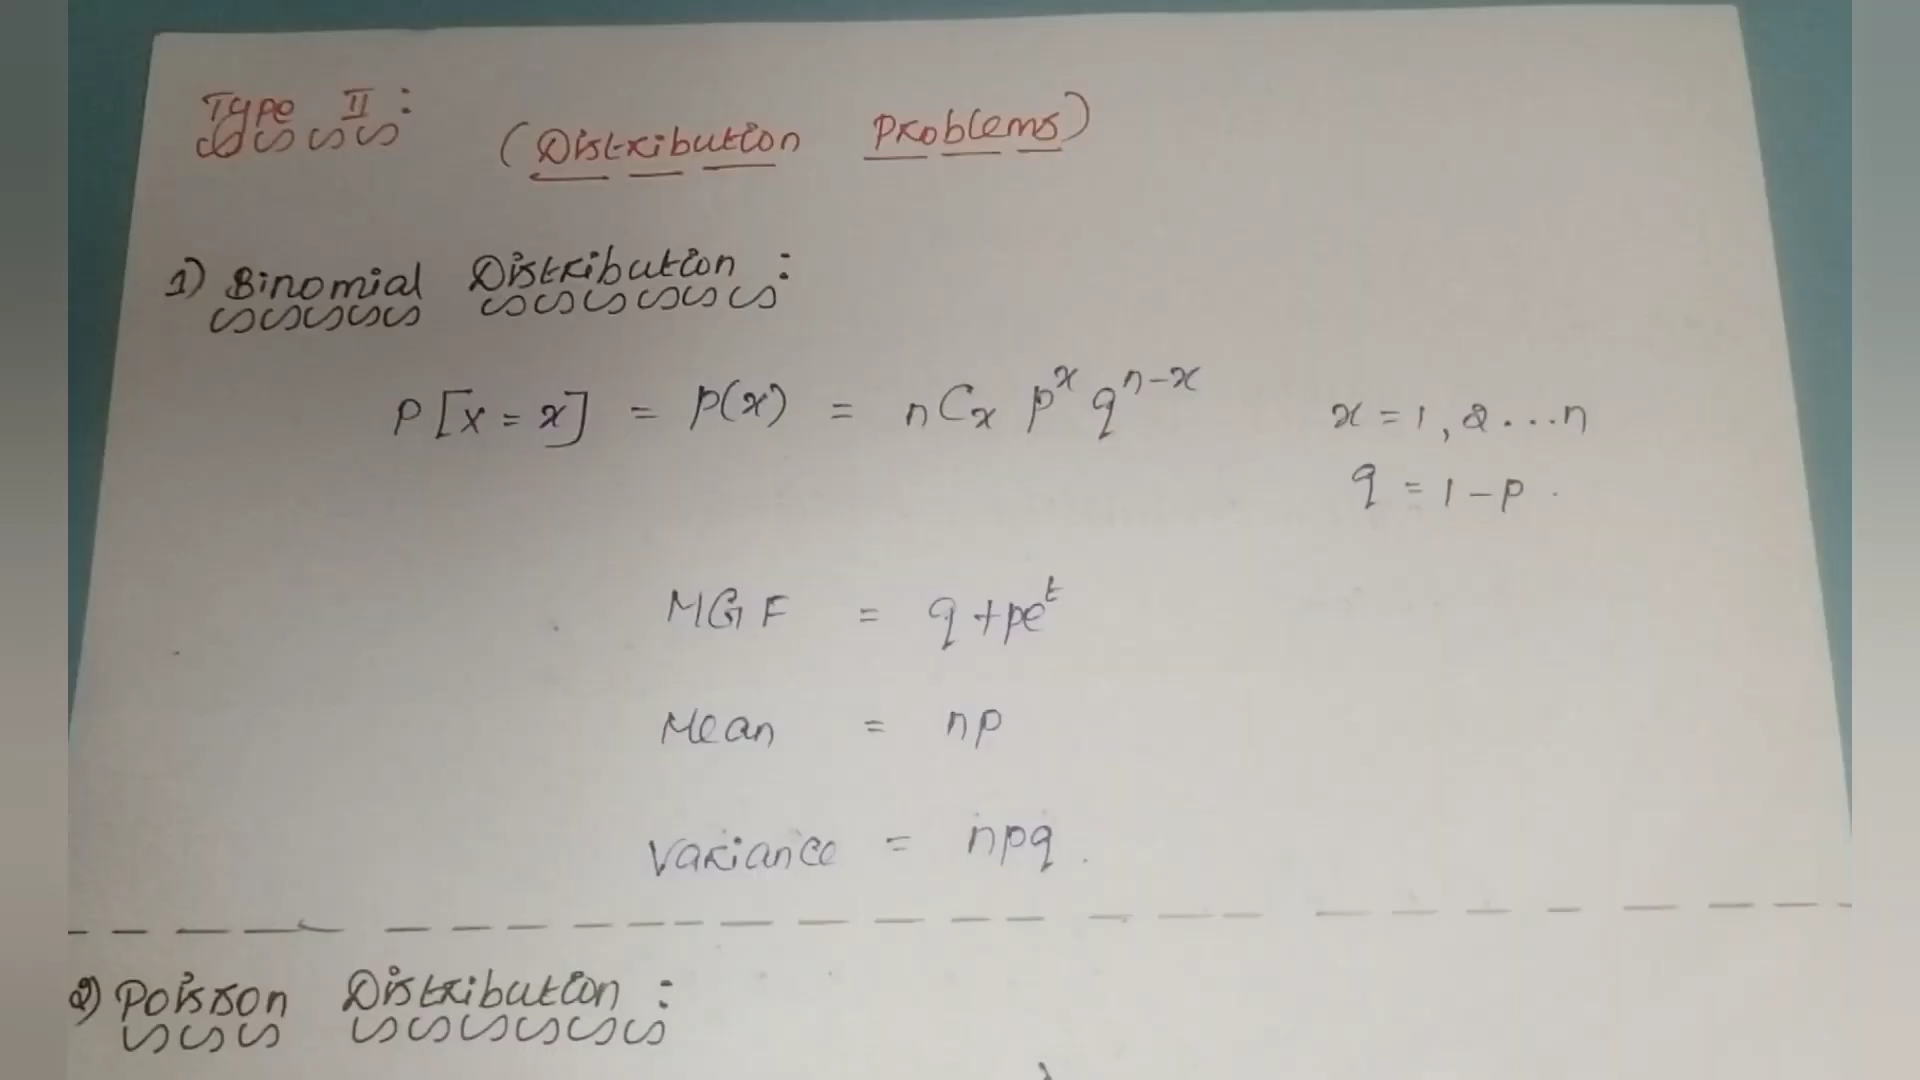 Type II :
(Distribution Problems)
1) Binomial Distribution :
P[X = x] = P(x) = nCx p^x q^{n-x}
x = 1, 2 ... n
q = 1 - p .
MGF = q + pe^t
Mean = np
Variance = npq .
2) Poisson Distribution :